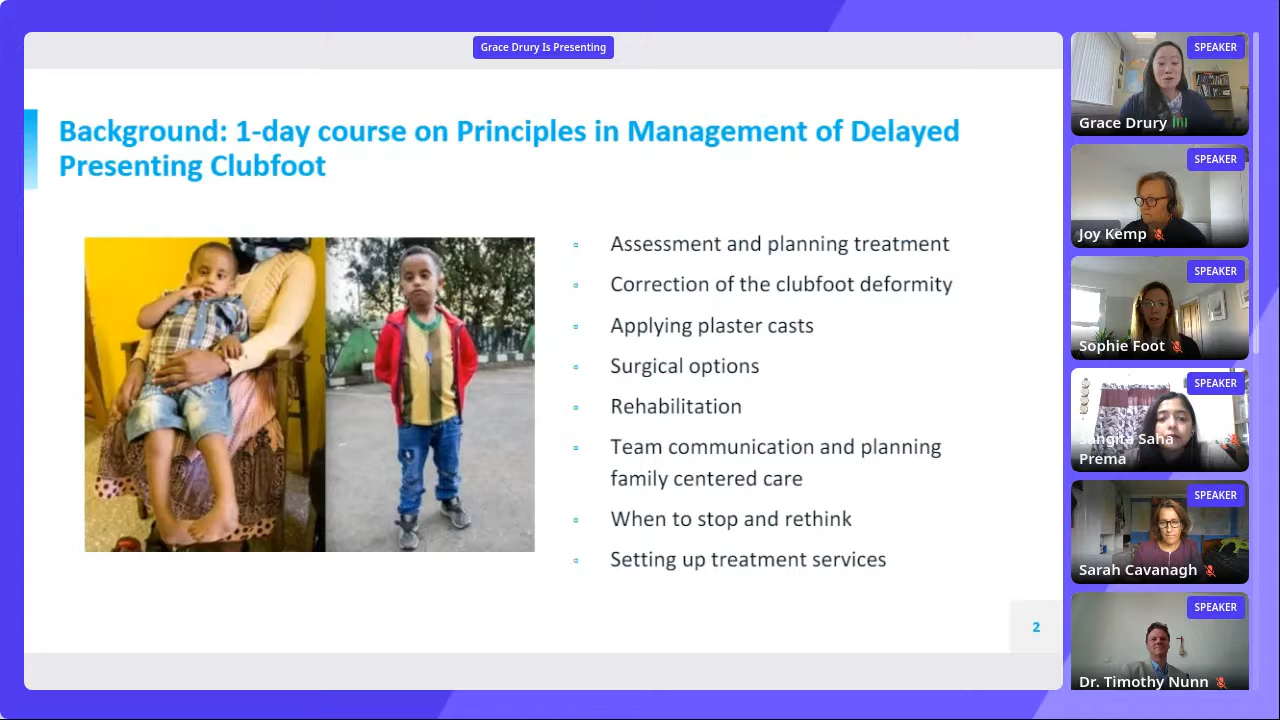 Grace Drury Is Presenting
Background: 1-day course on Principles in Management of Delayed
Presenting Clubfoot
Assessment and planning treatment
Correction of the clubfoot deformity
Applying plaster casts
Surgical options
Rehabilitation
Team communication and planning
family centered care
When to stop and rethink
Setting up treatment services
2
SPEAKER
Grace Drury
SPEAKER
Joy Kemp
SPEAKER
Sophie Foot
SPEAKER
Sangita Saha
Prema
SPEAKER
Sarah Cavanagh
SPEAKER
Dr. Timothy Nunn